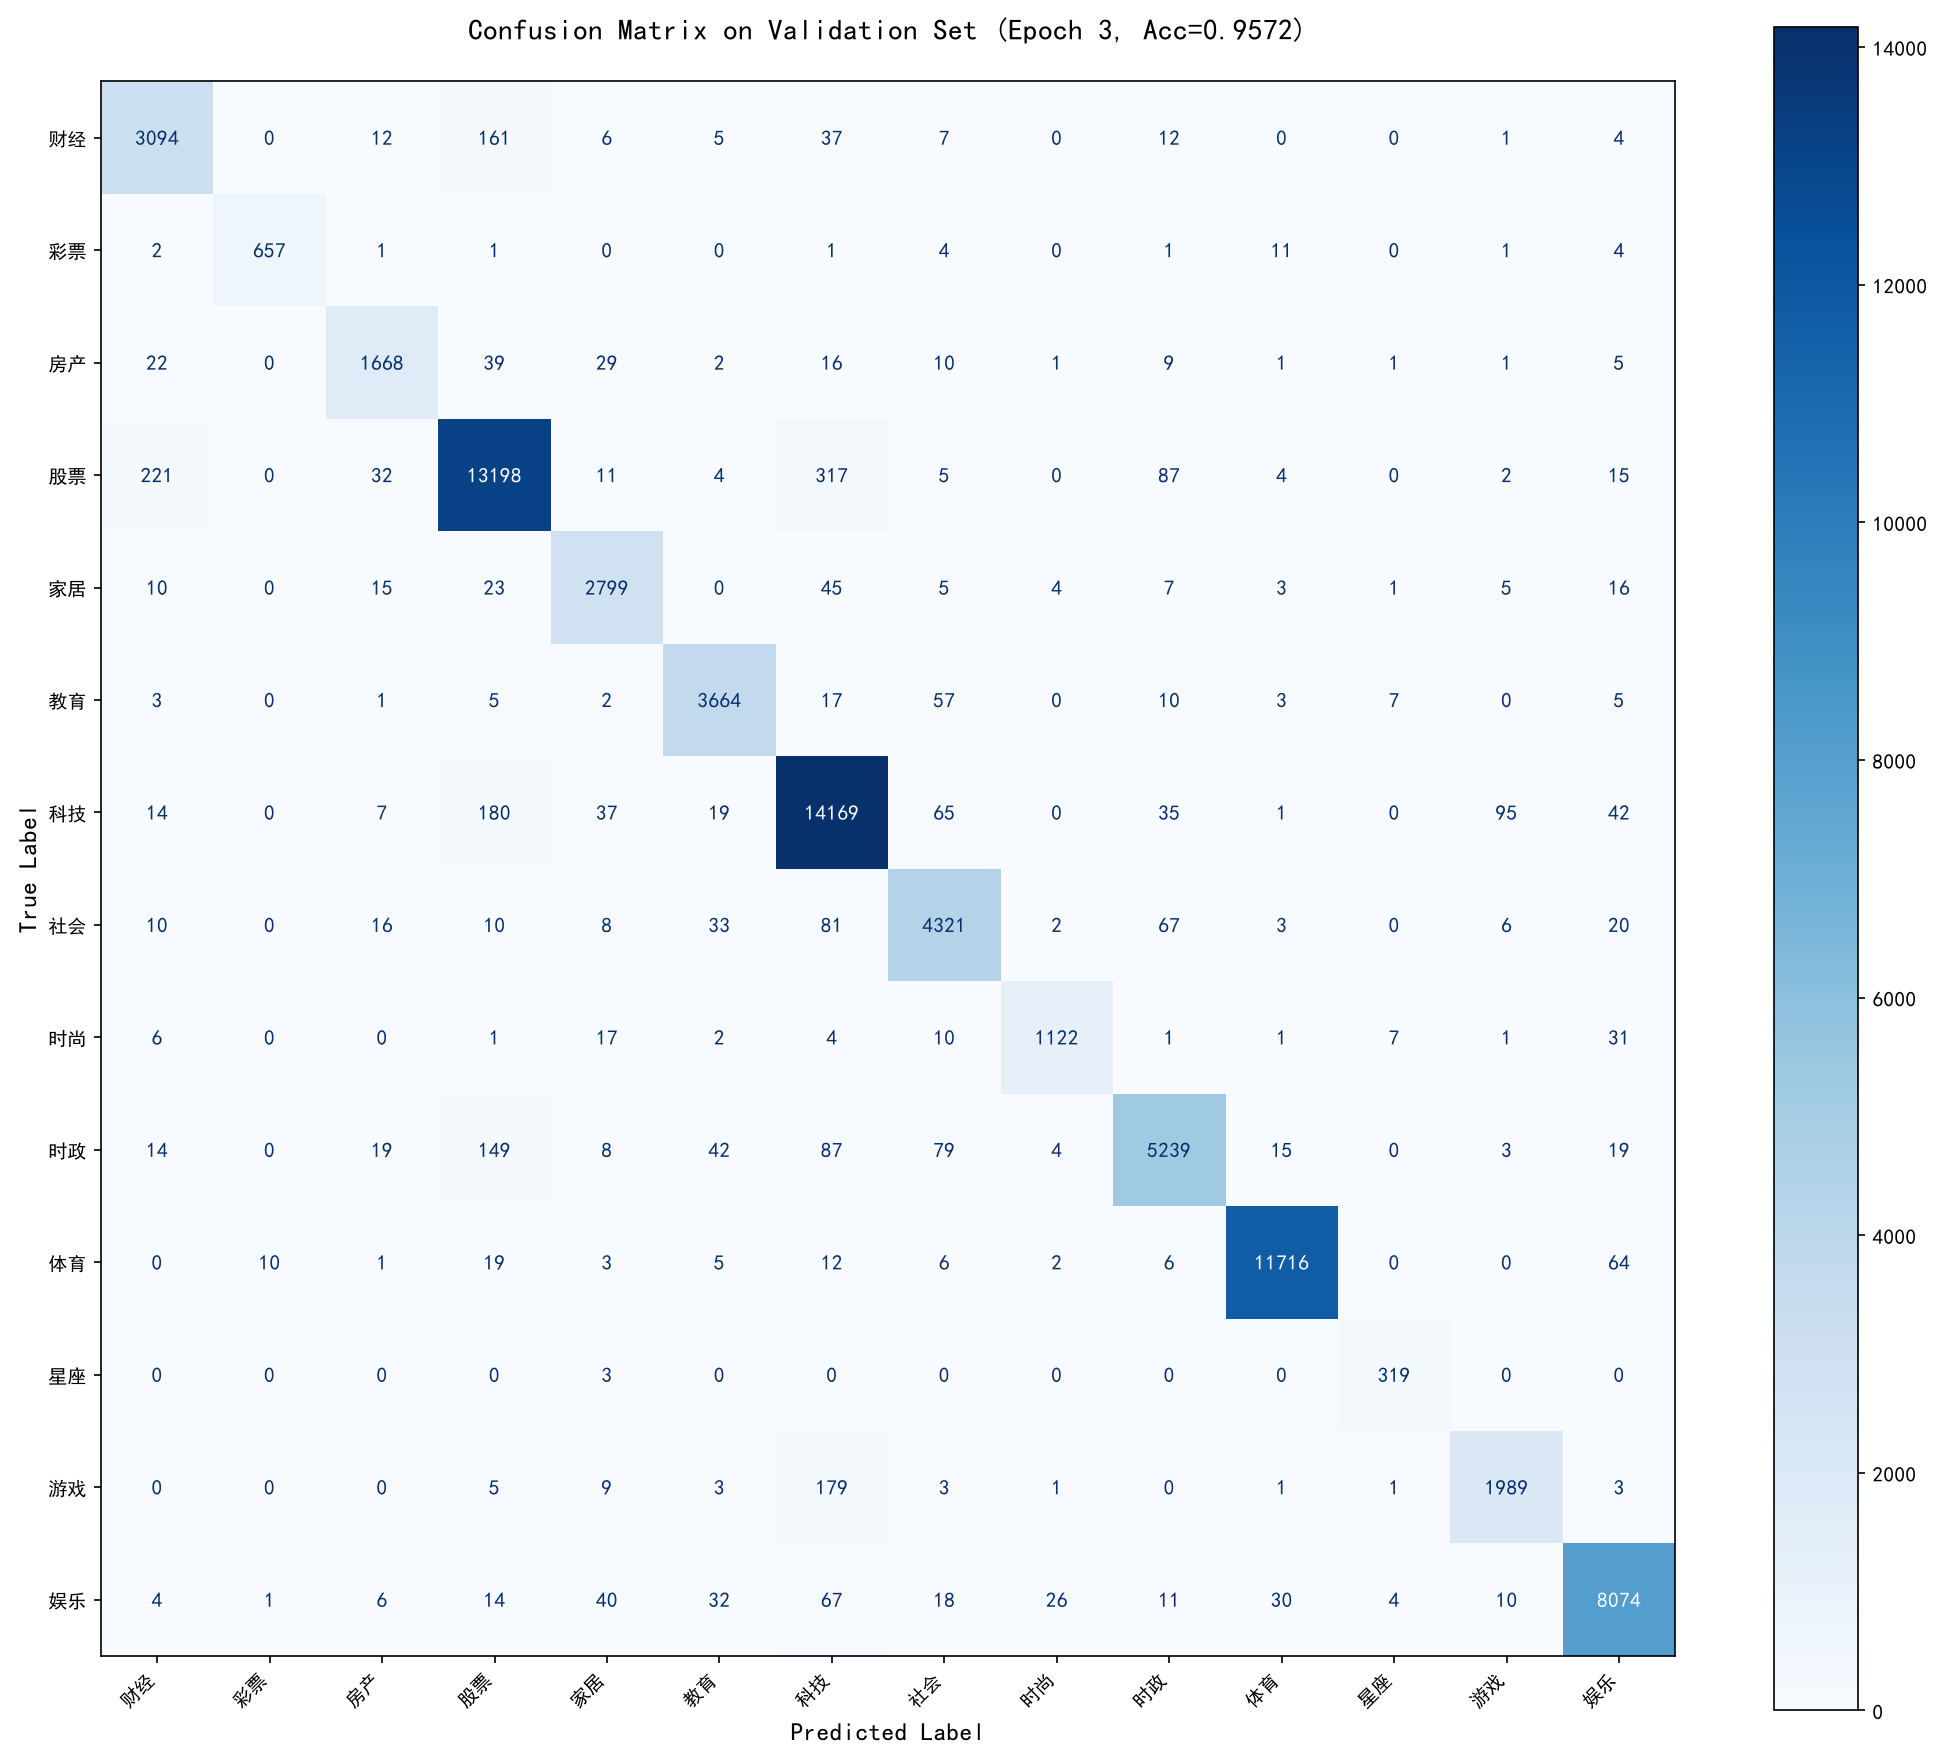 Confusion Matrix on Validation Set (Epoch 3, Acc=0.9572)
财经 3094 0 12 161 6 5 37 7 0 12 0 0 1 4
彩票 2 657 1 1 0 0 1 4 0 1 11 0 1 4
房产 22 0 1668 39 29 2 16 10 1 9 1 1 1 5
股票 221 0 32 13198 11 4 317 5 0 87 4 0 2 15
家居 10 0 15 23 2799 0 45 5 4 7 3 1 5 16
教育 3 0 1 5 2 3664 17 57 0 10 3 7 0 5
科技 14 0 7 180 37 19 14169 65 0 35 1 0 95 42
社会 10 0 16 10 8 33 81 4321 2 67 3 0 6 20
时尚 6 0 0 1 17 2 4 10 1122 1 1 7 1 31
时政 14 0 19 149 8 42 87 79 4 5239 15 0 3 19
体育 0 10 1 19 3 5 12 6 2 6 11716 0 0 64
星座 0 0 0 0 3 0 0 0 0 0 0 319 0 0
游戏 0 0 0 5 9 3 179 3 1 0 1 1 1989 3
娱乐 4 1 6 14 40 32 67 18 26 11 30 4 10 8074
财经 彩票 房产 股票 家居 教育 科技 社会 时尚 时政 体育 星座 游戏 娱乐
Predicted Label
True Label
14000
12000
10000
8000
6000
4000
2000
0